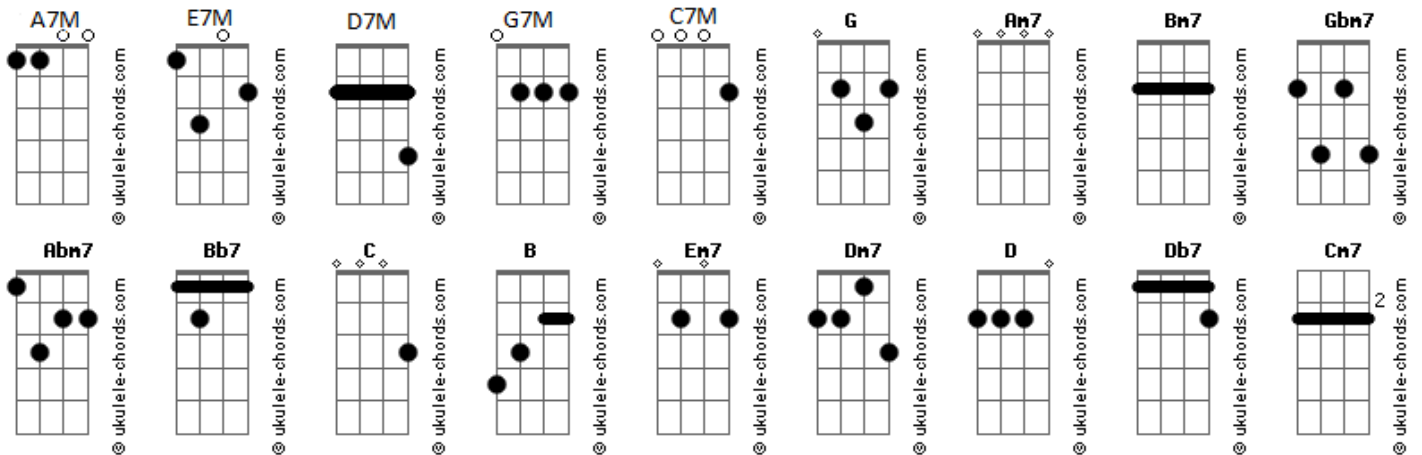 A7M E7M D7M G7M C7M G Am7 Bm7 Gbm7
© ukulele-chords.com © ukulele-chords.com © ukulele-chords.com © ukulele-chords.com © ukulele-chords.com © ukulele-chords.com © ukulele-chords.com © ukulele-chords.com © ukulele-chords.com
Abm7 Bb7 C B Em7 Dm7 D Db7 Cm7
2
© ukulele-chords.com © ukulele-chords.com © ukulele-chords.com © ukulele-chords.com © ukulele-chords.com © ukulele-chords.com © ukulele-chords.com © ukulele-chords.com © ukulele-chords.com